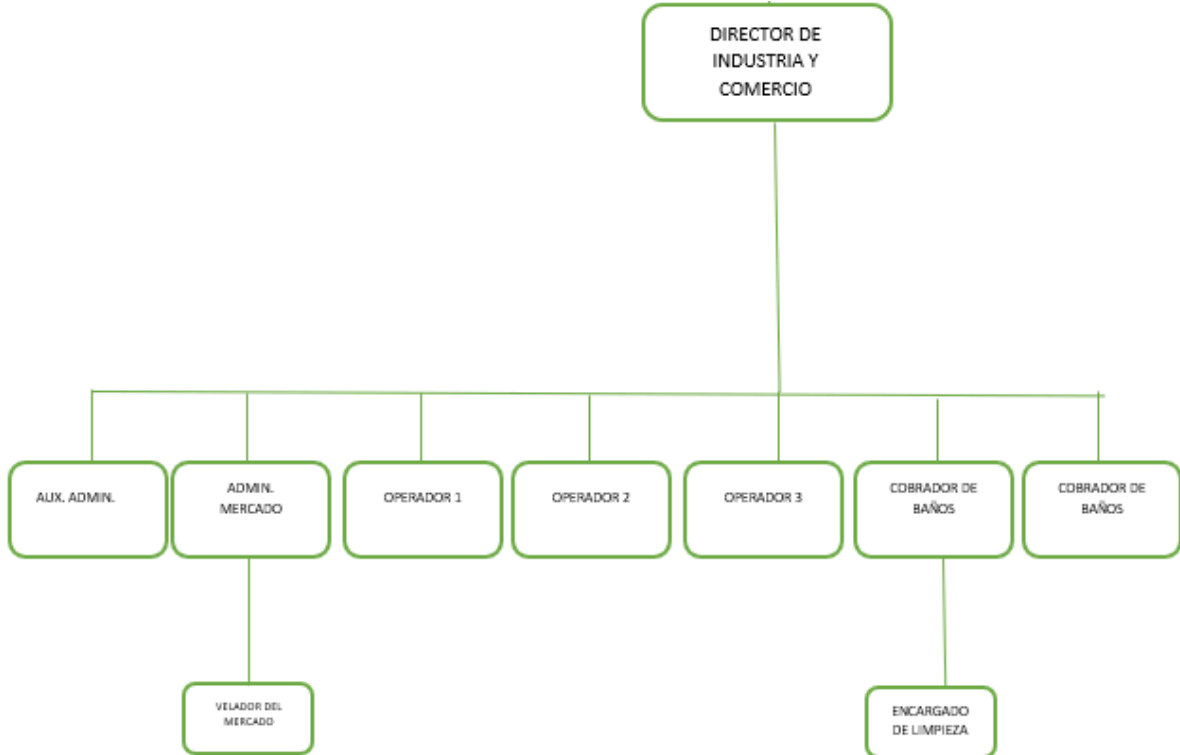 DIRECTOR DE
INDUSTRIA Y
COMERCIO
AUX. ADMIN.
ADMIN.
MERCADO
OPERADOR 1
OPERADOR 2
OPERADOR 3
COBRADOR DE
BAÑOS
COBRADOR DE
BAÑOS
VELADOR DEL
MERCADO
ENCARGADO
DE LIMPIEZA